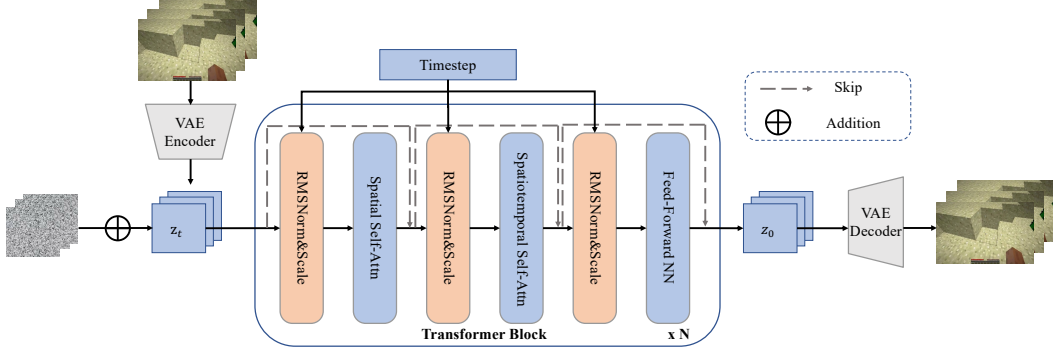 Timestep
Skip
Addition
VAE
Encoder
z_t
RMSNorm&Scale
Spatial Self-Attn
RMSNorm&Scale
Spatiotemporal Self-Attn
RMSNorm&Scale
Feed-Forward NN
z_0
VAE
Decoder
Transformer Block
x N